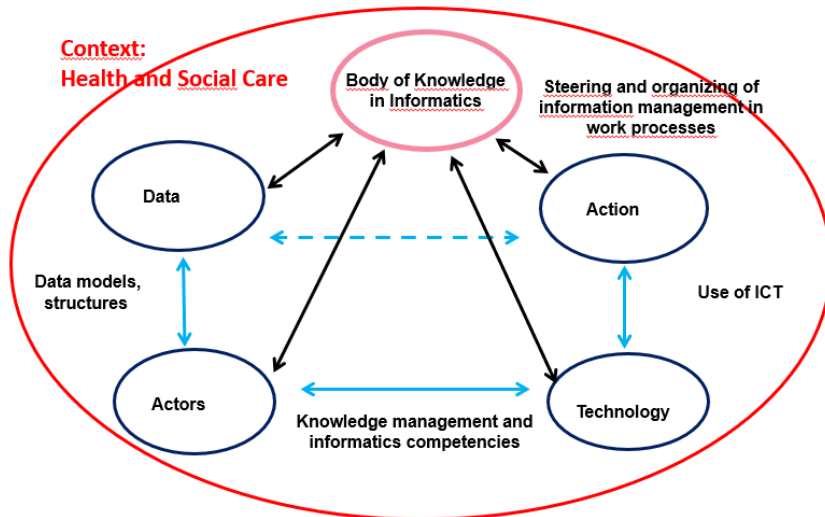 Context:
Health and Social Care
Body of Knowledge
in Informatics
Steering and organizing of
information management in
work processes
Data
Action
Data models,
structures
Use of ICT
Actors
Technology
Knowledge management and
informatics competencies